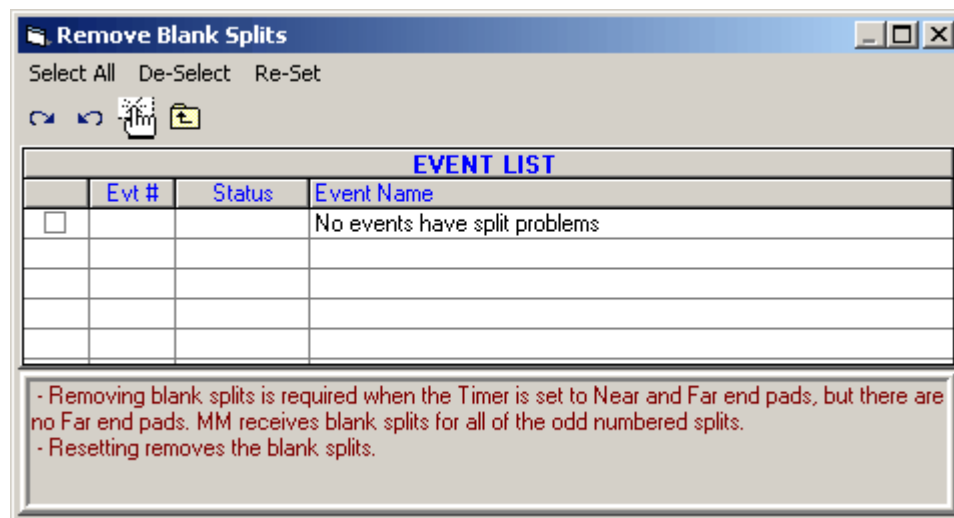 Remove Blank Splits
Select All De-Select Re-Set
EVENT LIST
Evt # Status Event Name
No events have split problems
- Removing blank splits is required when the Timer is set to Near and Far end pads, but there are
no Far end pads. MM receives blank splits for all of the odd numbered splits.
- Resetting removes the blank splits.